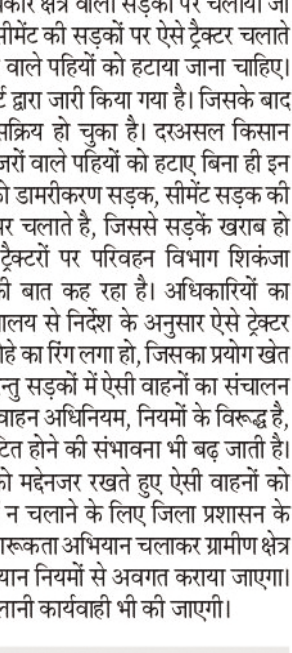 वाली सड़कों पर चलाया जा
सीमेंट की सड़कों पर ऐसे ट्रैक्टर चलाते
वाले पहियों को हटाया जाना चाहिए।
द्वारा जारी किया गया है। जिसके बाद
सक्रिय हो चुका है। दरअसल किसान
जरों वाले पहियों को हटाए बिना ही इन
डामरीकरण सड़क, सीमेंट सड़क की
पर चलाते है, जिससे सड़कें खराब हो
ट्रैक्टरों पर परिवहन विभाग शिकंजा
की बात कह रहा है। अधिकारियों का
ालय से निर्देश के अनुसार ऐसे ट्रेक्टर
हे का रिंग लगा हो, जिसका प्रयोग खेत
न्तु सड़कों में ऐसी वाहनों का संचालन
वाहन अधिनियम, नियमों के विरूद्ध है,
टित होने की संभावना भी बढ़ जाती है।
को मद्देनजर रखते हुए ऐसी वाहनों को
न चलाने के लिए जिला प्रशासन के
ारूकता अभियान चलाकर ग्रामीण क्षेत्र
यान नियमों से अवगत कराया जाएगा।
लानी कार्यवाही भी की जाएगी।